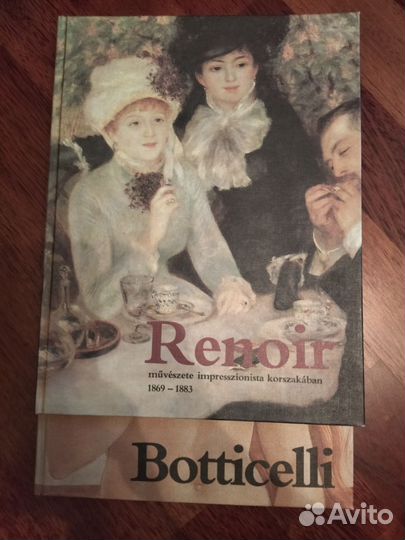 Renoir
művészete impresszionista korszakában
1869 – 1883
Botticelli
Avito